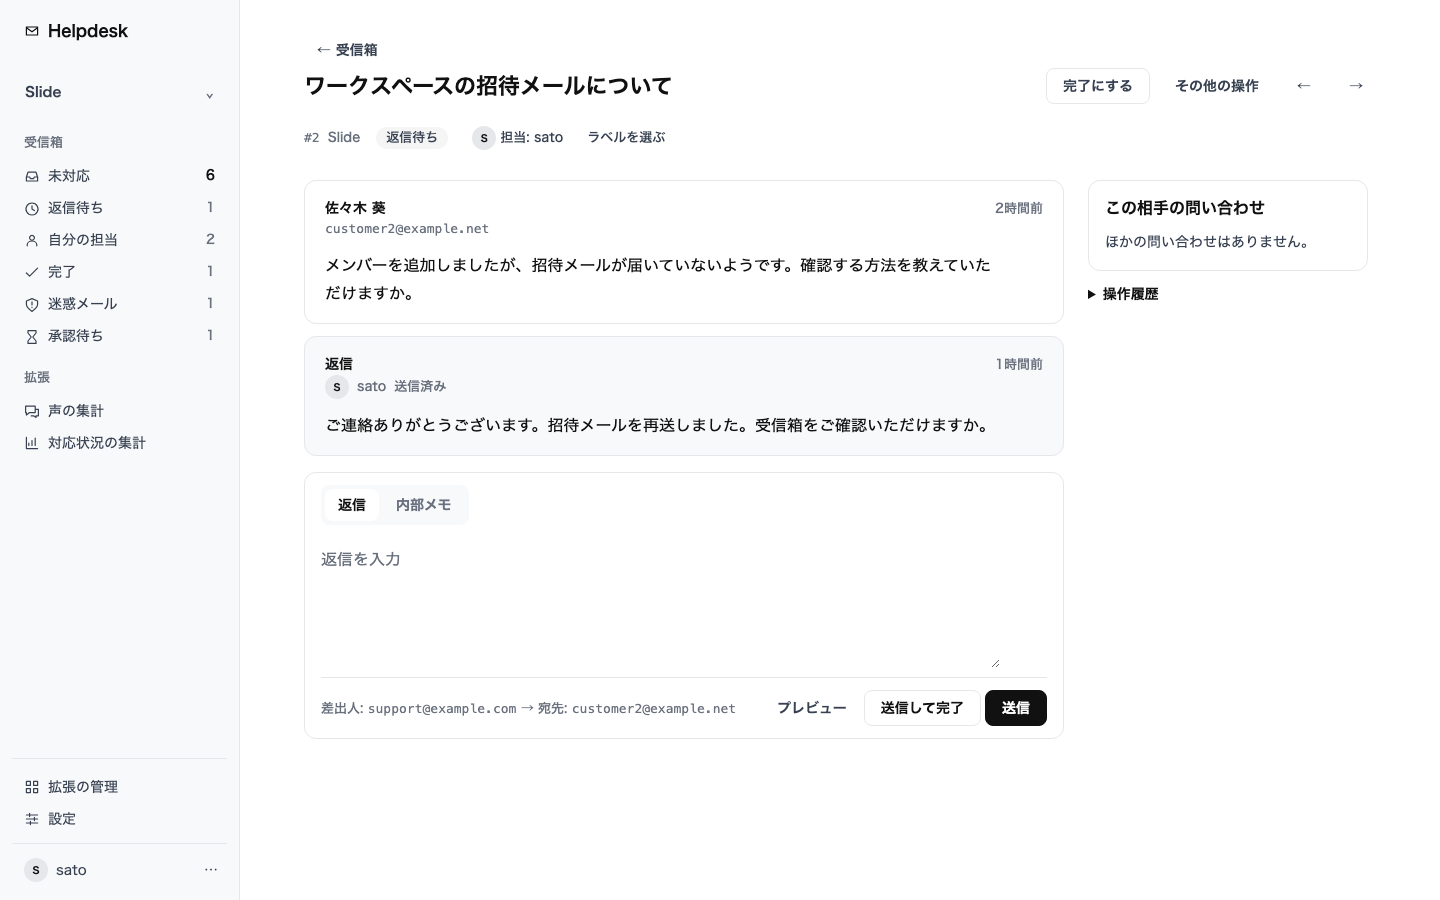 Helpdesk
Slide
受信箱
未対応 6
返信待ち 1
自分の担当 2
完了 1
迷惑メール 1
承認待ち 1
拡張
声の集計
対応状況の集計
拡張の管理
設定
S sato …
← 受信箱
ワークスペースの招待メールについて
完了にする その他の操作 ← →
#2 Slide 返信待ち S 担当: sato ラベルを選ぶ
佐々木 葵 2時間前
customer2@example.net
メンバーを追加しましたが、招待メールが届いていないようです。確認する方法を教えていた
だけますか。
返信 1時間前
S sato 送信済み
ご連絡ありがとうございます。招待メールを再送しました。受信箱をご確認いただけますか。
返信 内部メモ
返信を入力
差出人: support@example.com → 宛先: customer2@example.net プレビュー 送信して完了 送信
この相手の問い合わせ
ほかの問い合わせはありません。
▶ 操作履歴